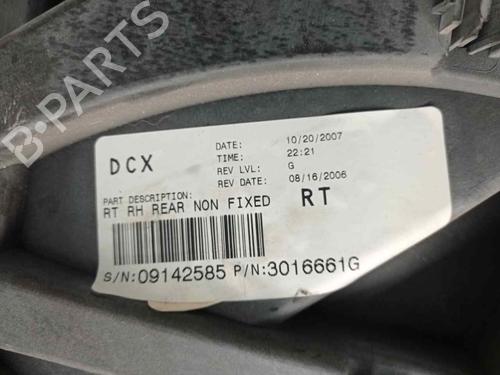 B-PARTS
DCX
DATE: 10/20/2007
TIME: 22:21
REV LVL: G
REV DATE: 08/16/2006
PART DESCRIPTION:
RT RH REAR NON FIXED
RT
S/N:09142585 P/N:3016661G